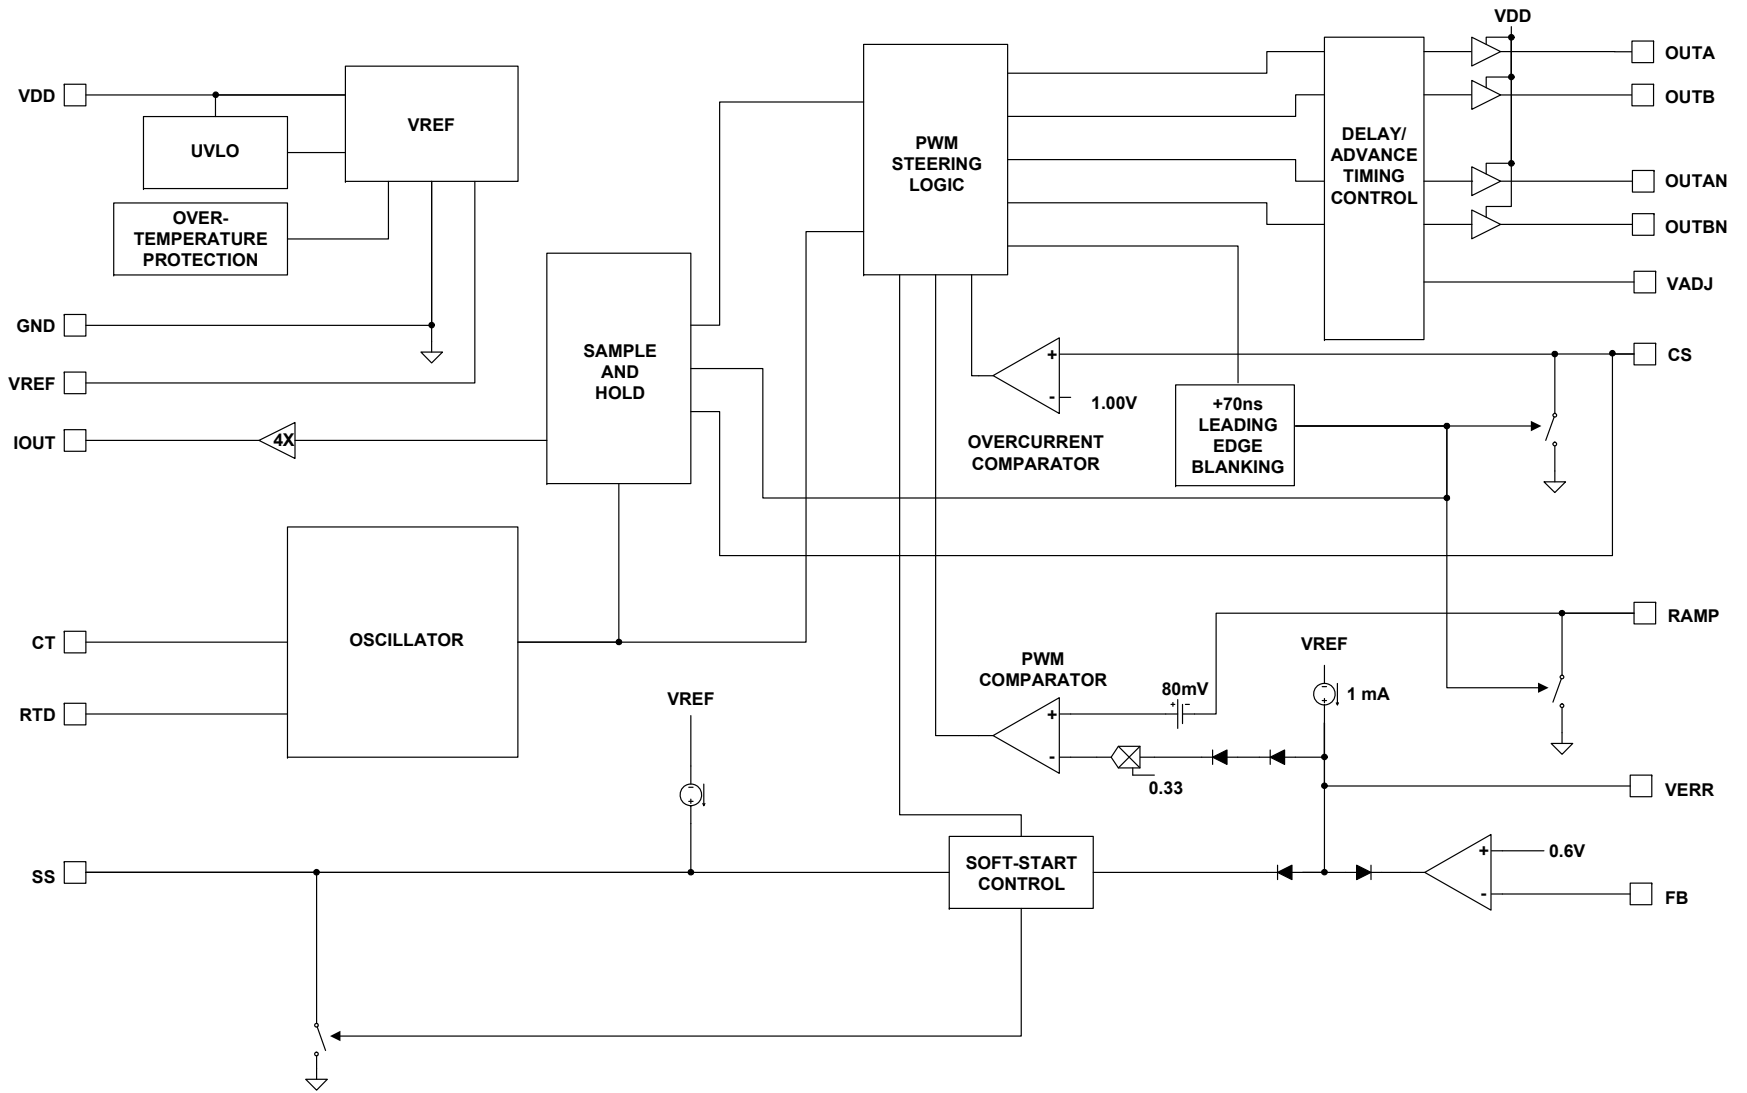 VDD
OUTA
VDD
VREF
OUTB
UVLO
PWM
STEERING
LOGIC
DELAY/
ADVANCE
TIMING
CONTROL
OUTAN
OVER-
TEMPERATURE
PROTECTION
OUTBN
VADJ
GND
SAMPLE
AND
HOLD
+
-
1.00V
CS
VREF
+70ns
LEADING
EDGE
BLANKING
IOUT
4X
OVERCURRENT
COMPARATOR
CT
OSCILLATOR
RAMP
PWM
COMPARATOR
VREF
1 mA
80mV
+
-
RTD
VREF
+
-
0.33
VERR
SS
SOFT-START
CONTROL
+
-
0.6V
FB